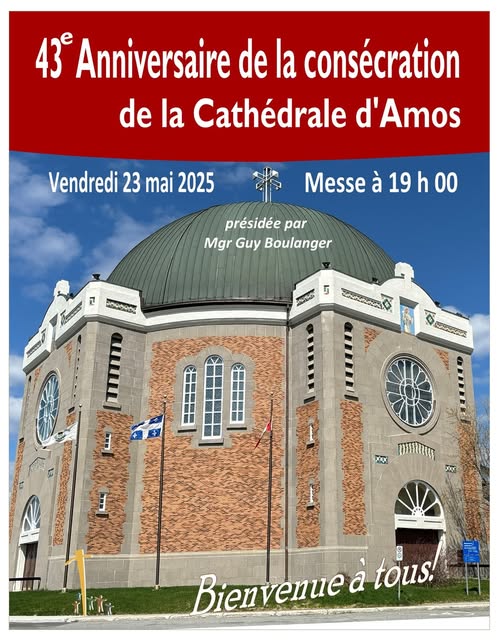 43e Anniversaire de la consécration
de la Cathédrale d'Amos
Vendredi 23 mai 2025 Messe à 19 h 00
présidée par
Mgr Guy Boulanger
Bienvenue à tous!